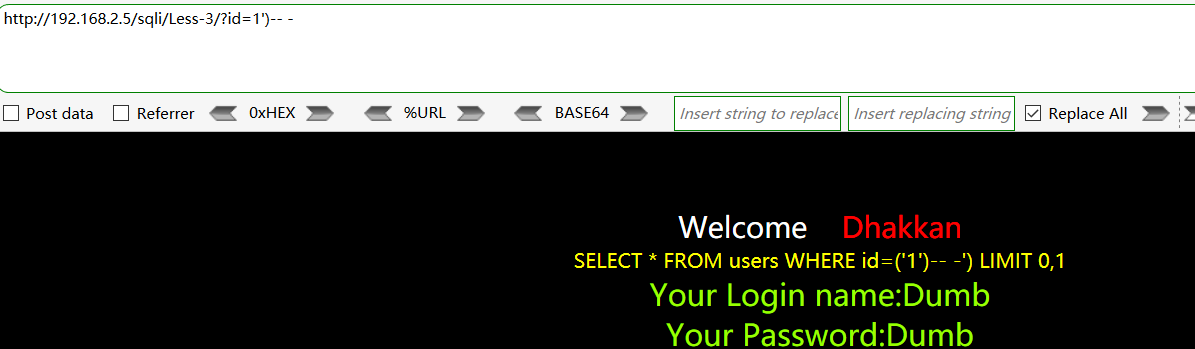 http://192.168.2.5/sqli/Less-3/?id=1')-- -
Post data Referrer 0xHEX %URL BASE64 Insert string to replace Insert replacing string Replace All
Welcome Dhakkan
SELECT * FROM users WHERE id=('1')-- -') LIMIT 0,1
Your Login name:Dumb
Your Password:Dumb